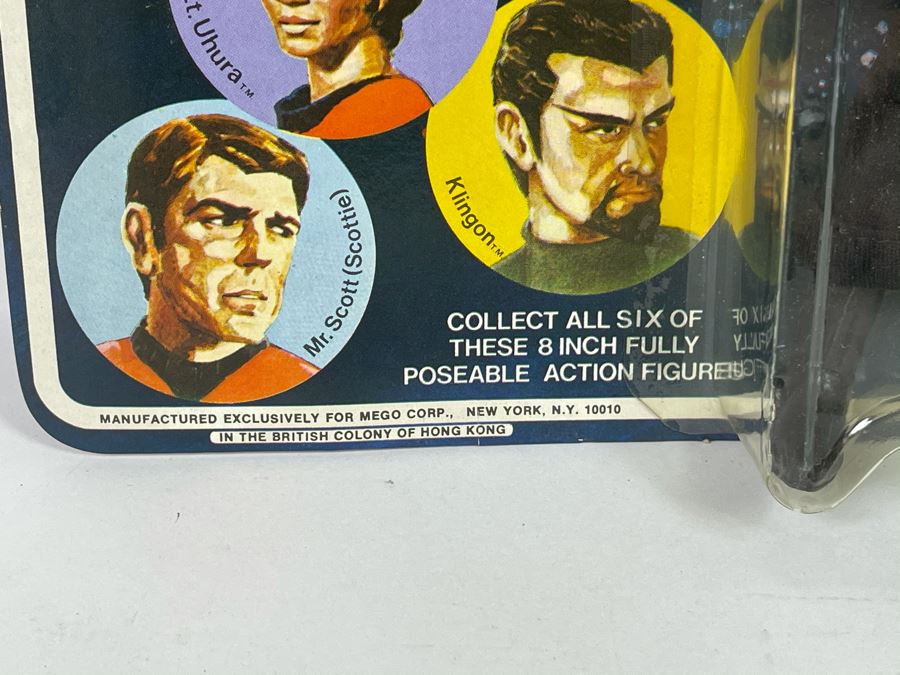 t. Uhura™
Klingon™
Mr. Scott (Scottie)
COLLECT ALL SIX OF
THESE 8 INCH FULLY
POSEABLE ACTION FIGURES
MANUFACTURED EXCLUSIVELY FOR MEGO CORP., NEW YORK, N.Y. 10010
IN THE BRITISH COLONY OF HONG KONG